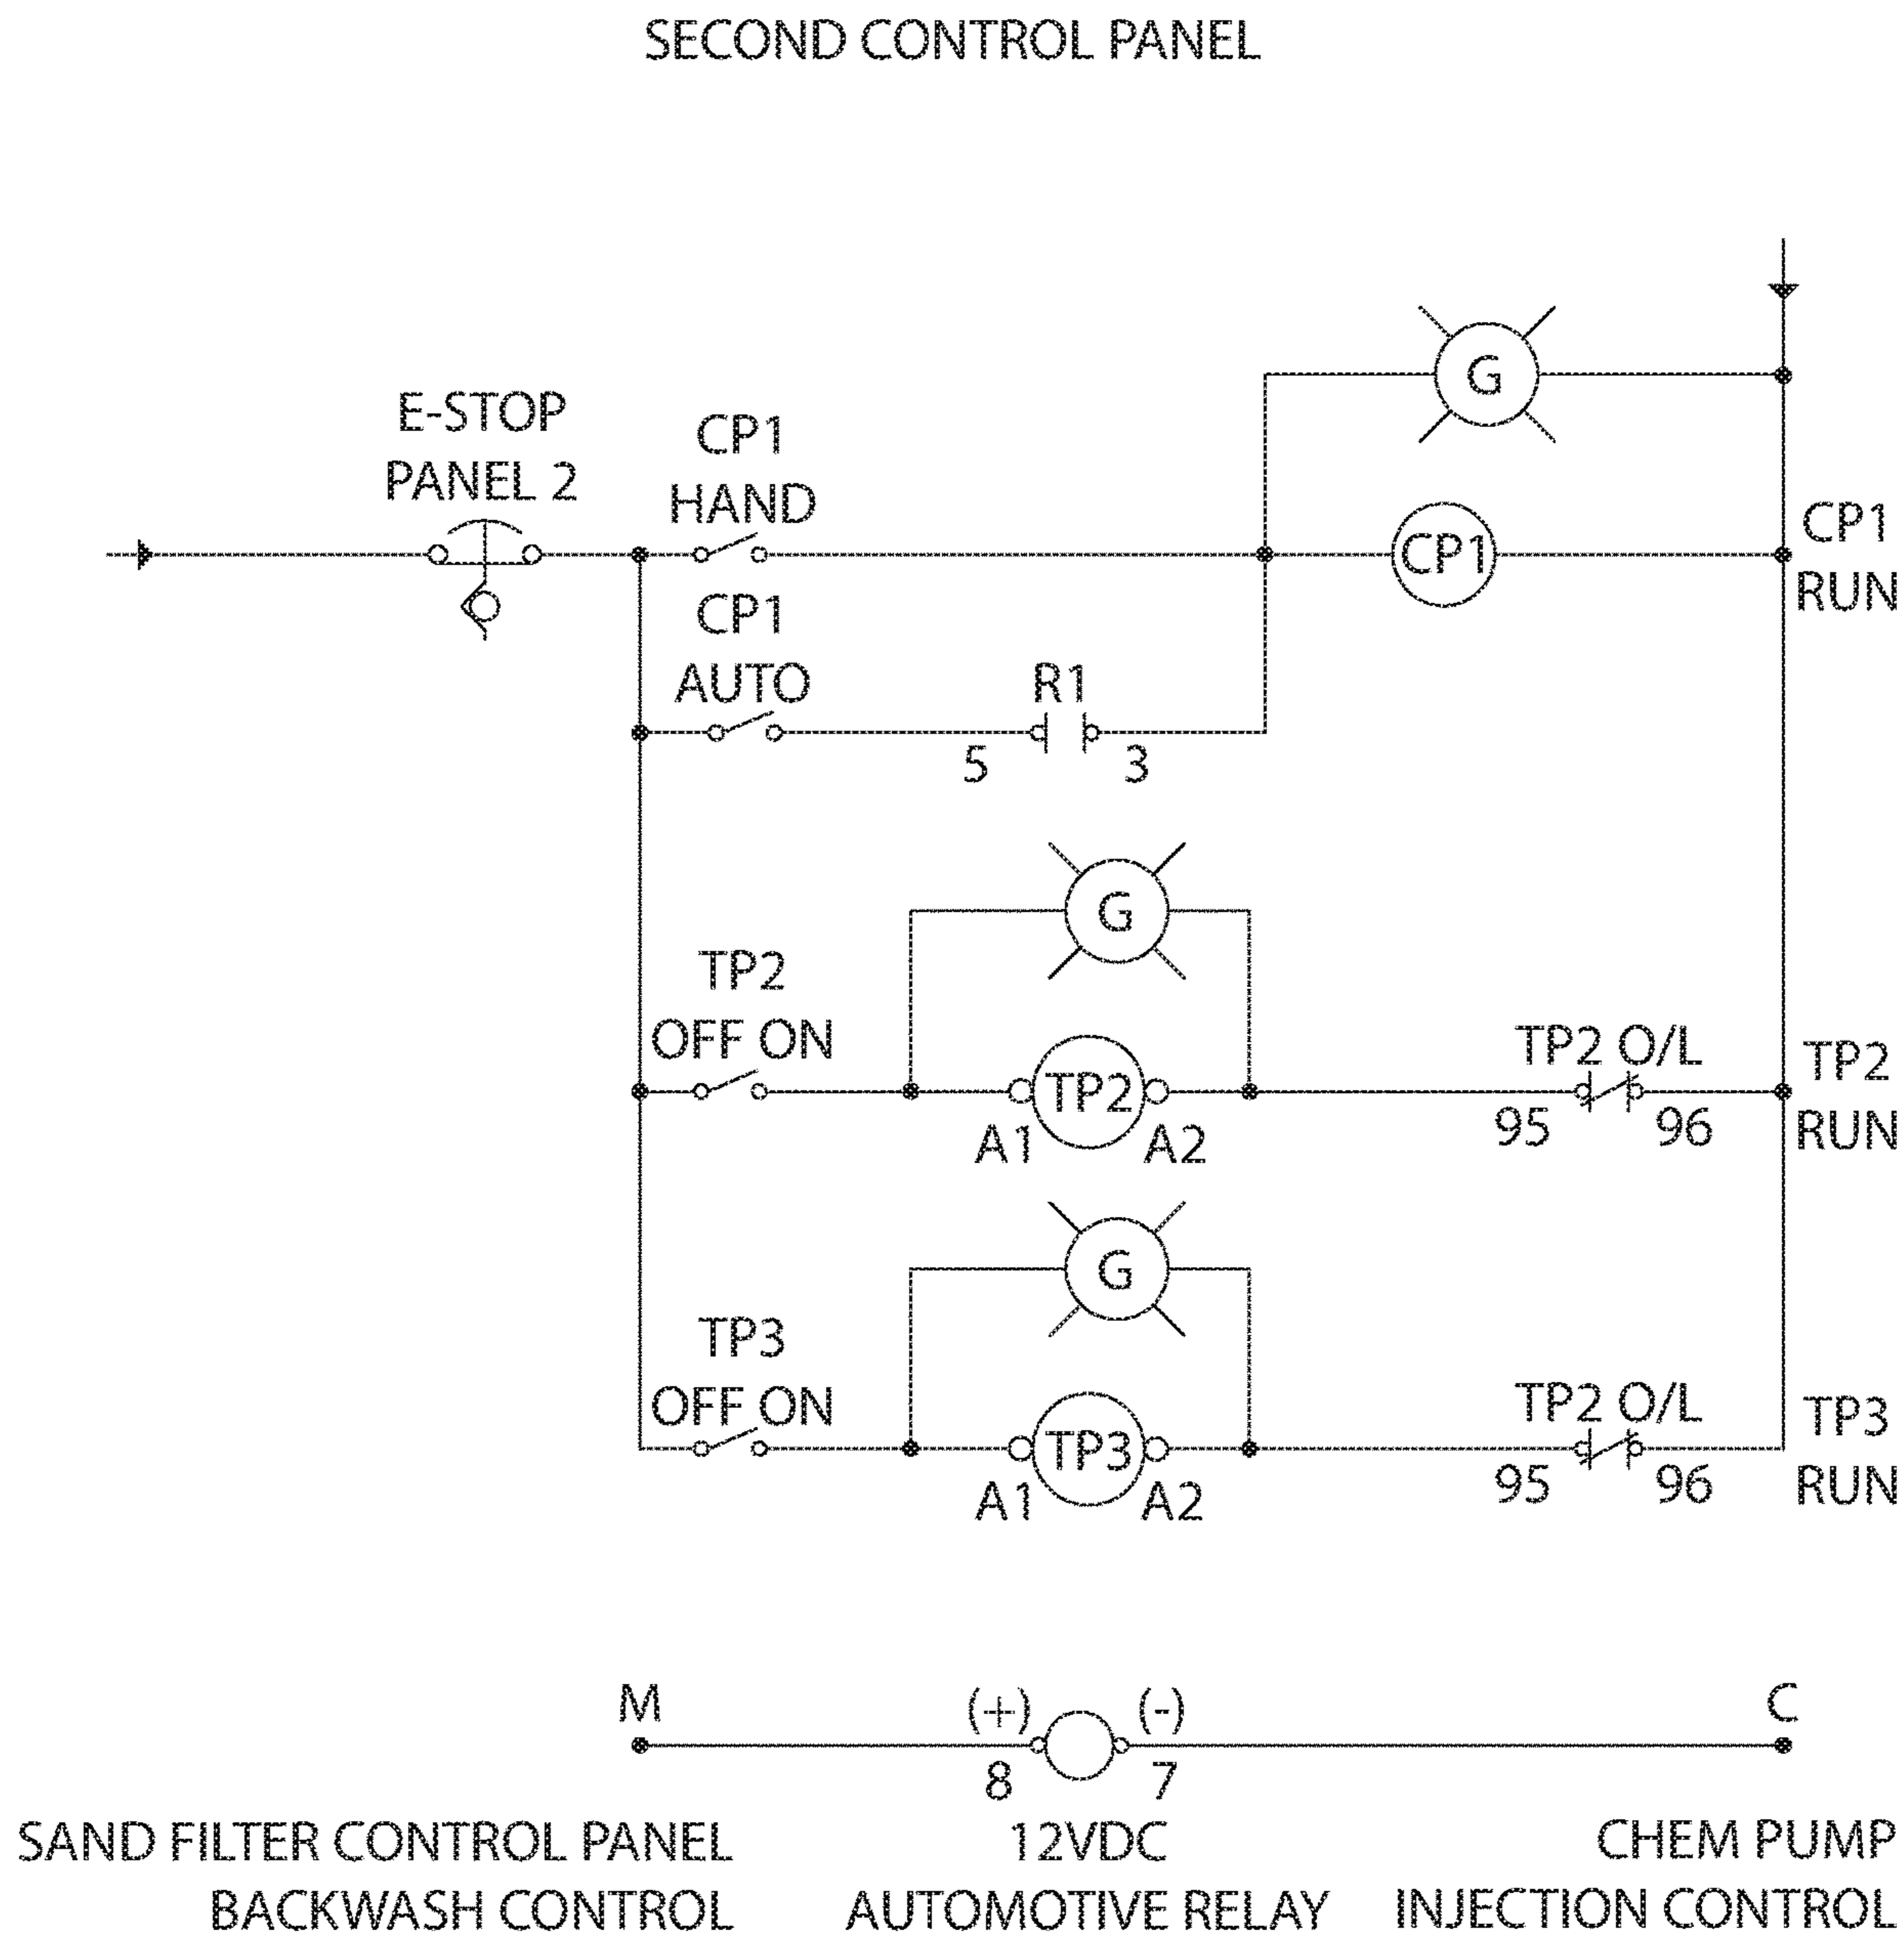 SECOND CONTROL PANEL
G
E-STOP
PANEL 2
CP1
HAND
CP1
CP1
RUN
CP1
AUTO
R1
5
3
G
TP2
OFF ON
TP2
A1
A2
TP2 O/L
95
96
TP2
RUN
G
TP3
OFF ON
TP3
A1
A2
TP2 O/L
95
96
TP3
RUN
M
(+)
(-)
C
8
7
SAND FILTER CONTROL PANEL
BACKWASH CONTROL
12VDC
AUTOMOTIVE RELAY
CHEM PUMP
INJECTION CONTROL